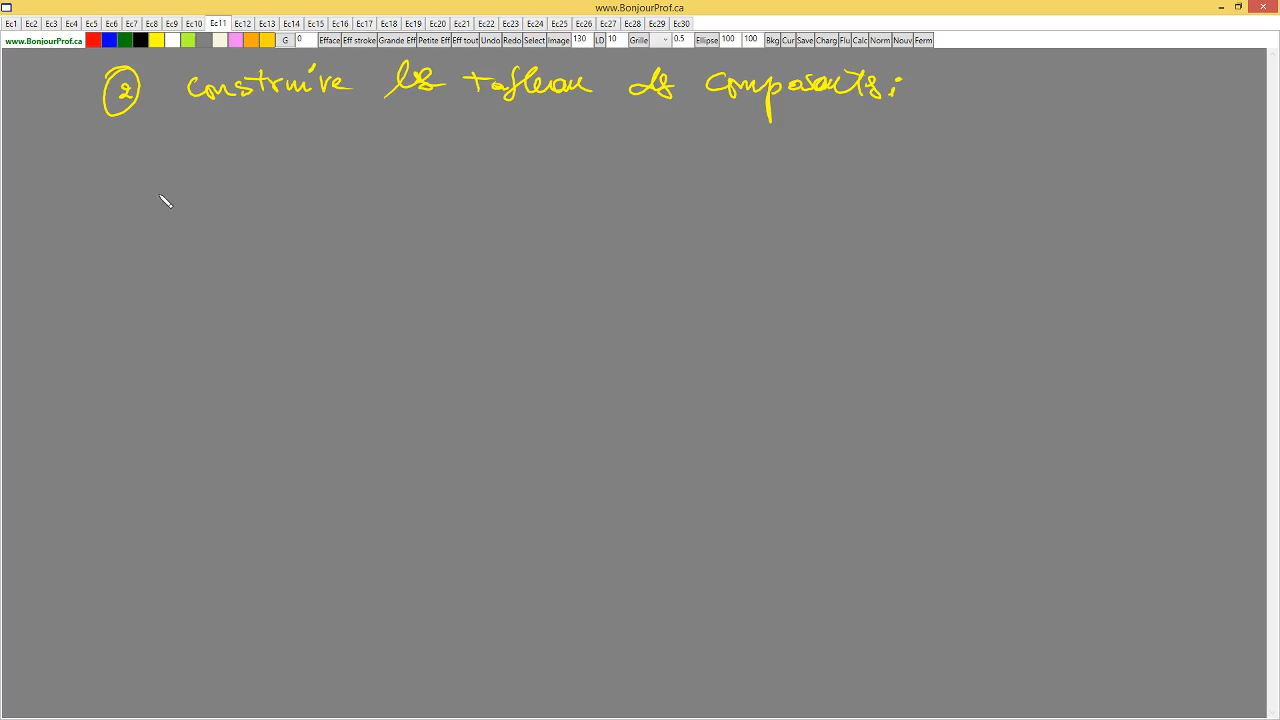 www.BonjourProf.ca
Ec1 Ec2 Ec3 Ec4 Ec5 Ec6 Ec7 Ec8 Ec9 Ec10 Ec11 Ec12 Ec13 Ec14 Ec15 Ec16 Ec17 Ec18 Ec19 Ec20 Ec21 Ec22 Ec23 Ec24 Ec25 Ec26 Ec27 Ec28 Ec29 Ec30
www.BonjourProf.ca G 0 Efface Eff stroke Grande Eff Petite Eff Eff tout Undo Redo Select Image 130 LD 10 Grille 0.5 Ellipse 100 100 Bkg Cur Save Charg Flu Calc Norm Nouv Ferm
2 construire les tableau des composants :